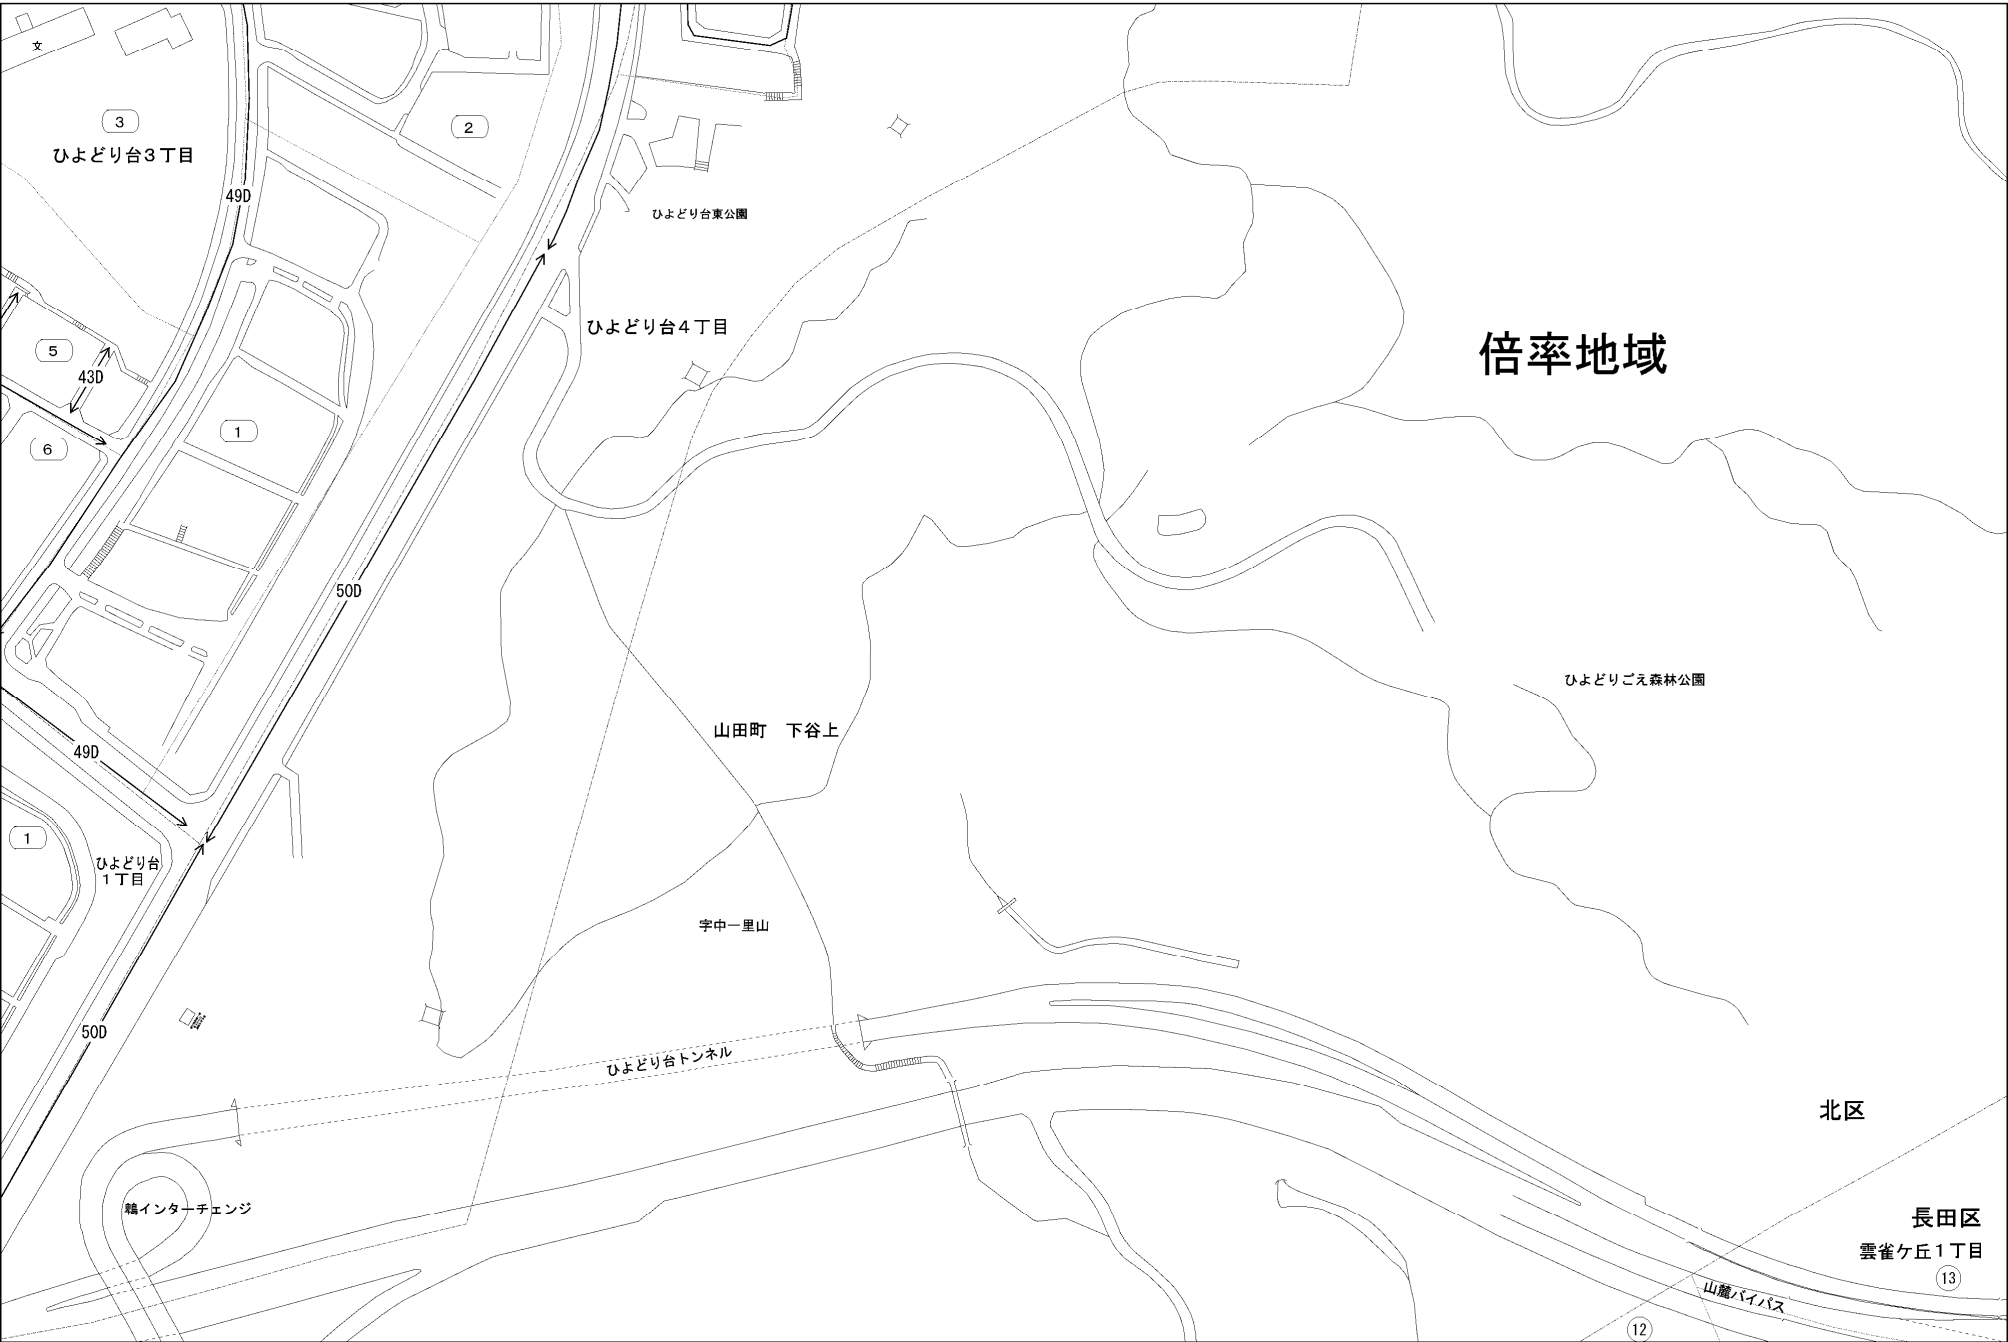 文
3
ひよどり台3丁目
2
49D
ひよどり台東公園
ひよどり台4丁目
倍率地域
5
43D
1
6
50D
ひよどりごえ森林公園
山田町 下谷上
49D
1
ひよどり台
1丁目
字中一里山
50D
ひよどり台トンネル
北区
鵯インターチェンジ
長田区
雲雀ケ丘1丁目
13
山麓バイパス
12